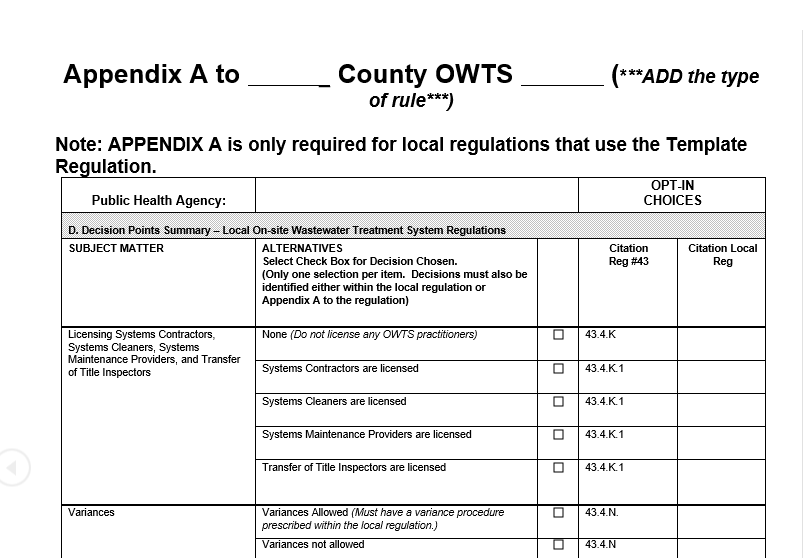 Appendix A to ______ County OWTS ______ (***ADD the type
of rule***)
Note: APPENDIX A is only required for local regulations that use the Template
Regulation.
Public Health Agency:
OPT-IN
CHOICES
D. Decision Points Summary – Local On-site Wastewater Treatment System Regulations
SUBJECT MATTER
ALTERNATIVES
Select Check Box for Decision Chosen.
(Only one selection per item. Decisions must also be
identified either within the local regulation or
Appendix A to the regulation)
Citation
Reg #43
Citation Local
Reg
Licensing Systems Contractors,
Systems Cleaners, Systems
Maintenance Providers, and Transfer
of Title Inspectors
None (Do not license any OWTS practitioners) ☐ 43.4.K
Systems Contractors are licensed ☐ 43.4.K.1
Systems Cleaners are licensed ☐ 43.4.K.1
Systems Maintenance Providers are licensed ☐ 43.4.K.1
Transfer of Title Inspectors are licensed ☐ 43.4.K.1
Variances
Variances Allowed (Must have a variance procedure
prescribed within the local regulation.) ☐ 43.4.N.
Variances not allowed ☐ 43.4.N